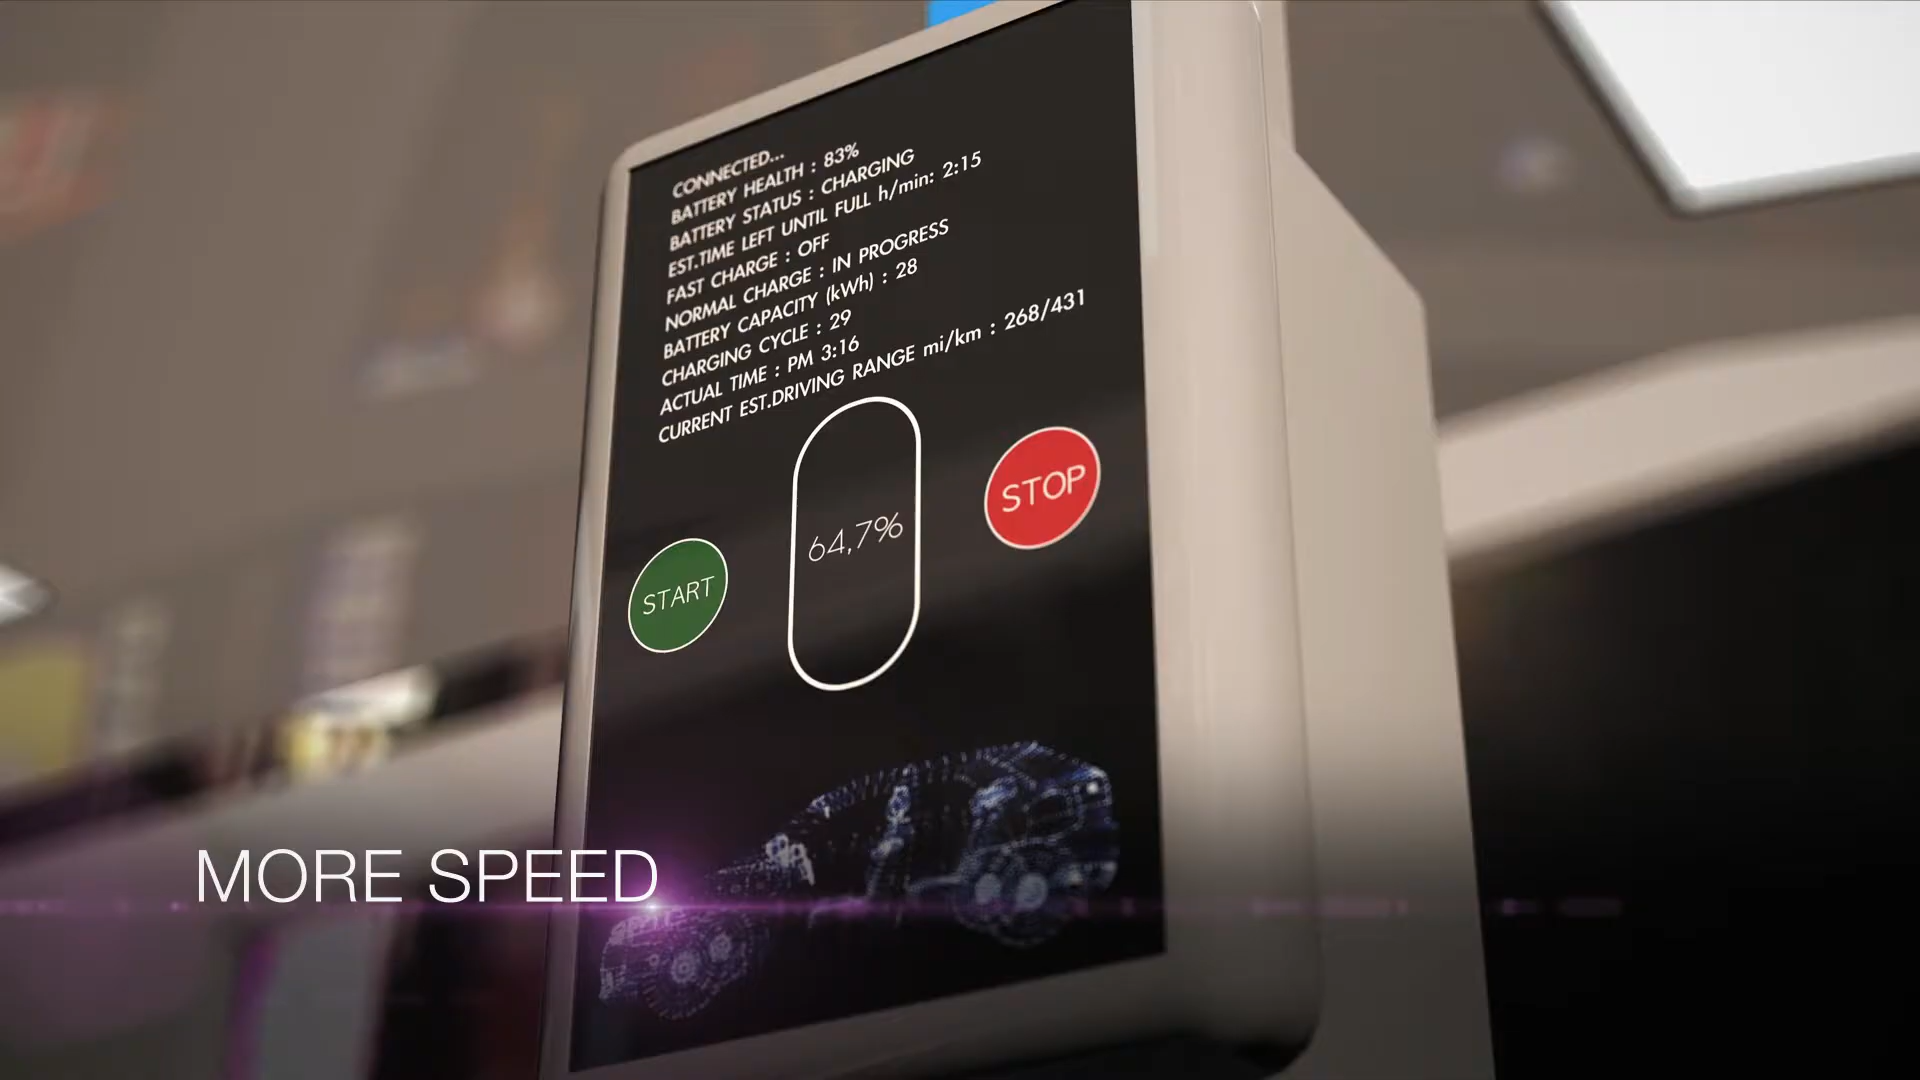 CONNECTED...
BATTERY HEALTH : 83%
BATTERY STATUS : CHARGING
EST.TIME LEFT UNTIL FULL h/min: 2:15
FAST CHARGE : OFF
NORMAL CHARGE : IN PROGRESS
BATTERY CAPACITY (kWh) : 28
CHARGING CYCLE : 29
ACTUAL TIME : PM 3:16
CURRENT EST.DRIVING RANGE mi/km : 268/431
STOP
64,7%
START
MORE SPEED